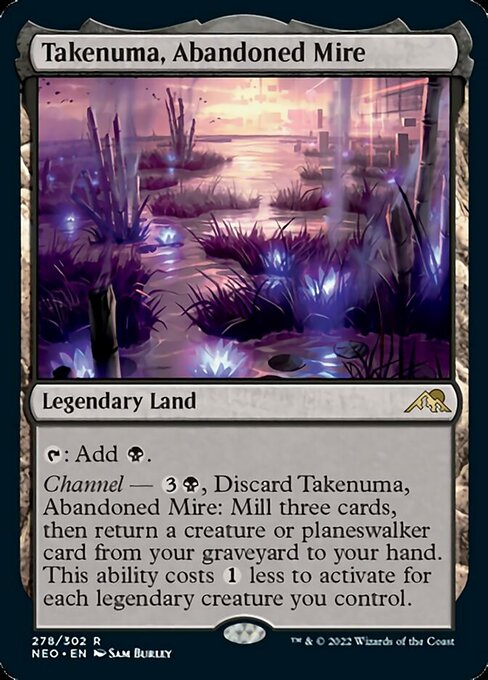 Takenuma, Abandoned Mire
Legendary Land
: Add .
Channel — 3, Discard Takenuma,
Abandoned Mire: Mill three cards,
then return a creature or planeswalker
card from your graveyard to your hand.
This ability costs 1 less to activate for
each legendary creature you control.
278/302 R
NEO • EN Sam Burley
™ & © 2022 Wizards of the Coast